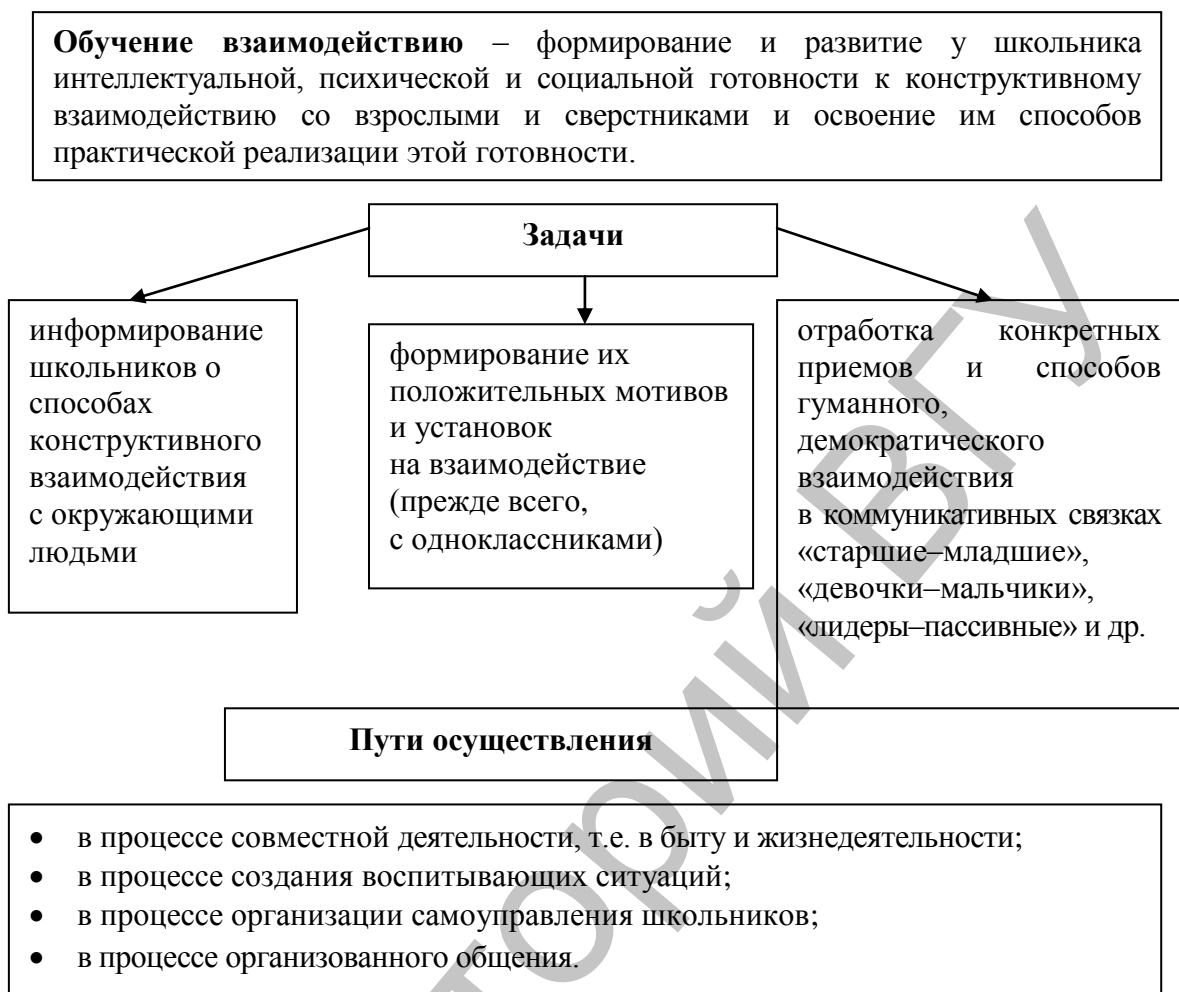 Обучение взаимодействию – формирование и развитие у школьника
интеллектуальной, психической и социальной готовности к конструктивному
взаимодействию со взрослыми и сверстниками и освоение им способов
практической реализации этой готовности.
Задачи
информирование
школьников о
способах
конструктивного
взаимодействия
с окружающими
людьми
формирование их
положительных мотивов
и установок
на взаимодействие
(прежде всего,
с одноклассниками)
отработка конкретных
приемов и способов
гуманного,
демократического
взаимодействия
в коммуникативных связках
«старшие–младшие»,
«девочки–мальчики»,
«лидеры–пассивные» и др.
Пути осуществления
• в процессе совместной деятельности, т.е. в быту и жизнедеятельности;
• в процессе создания воспитывающих ситуаций;
• в процессе организации самоуправления школьников;
• в процессе организованного общения.
торий ВГУ